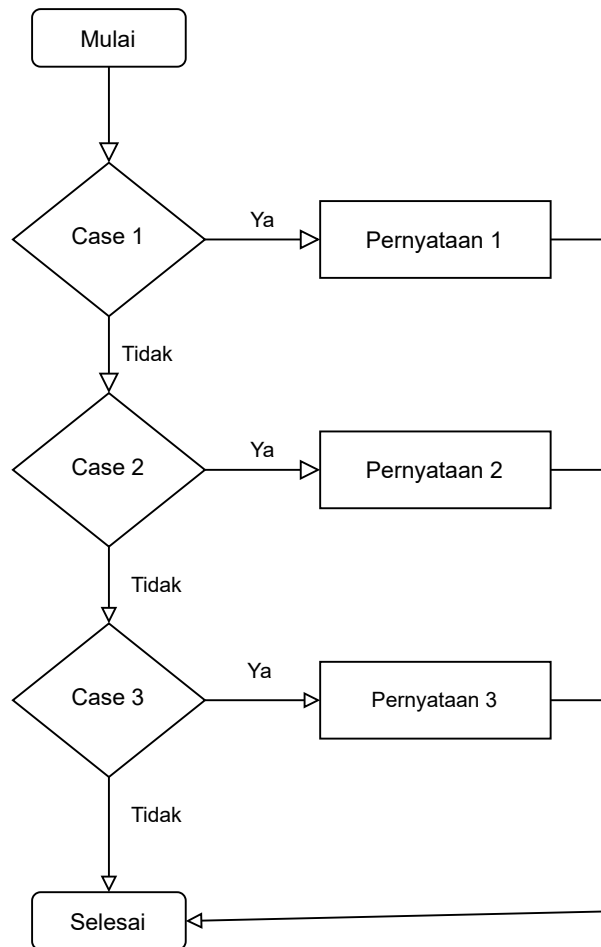 Mulai
Case 1
Ya
Pernyataan 1
Tidak
Case 2
Ya
Pernyataan 2
Tidak
Case 3
Ya
Pernyataan 3
Tidak
Selesai